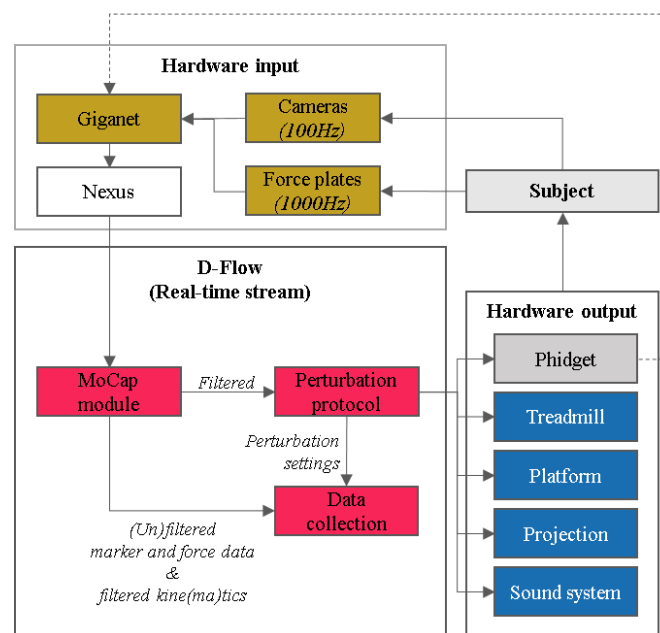 Hardware input
Giganet
Cameras
(100Hz)
Nexus
Force plates
(1000Hz)
Subject
D-Flow
(Real-time stream)
MoCap
module
Filtered
Perturbation
protocol
Perturbation
settings
Data
collection
(Un)filtered
marker and force data
&
filtered kine(ma)tics
Hardware output
Phidget
Treadmill
Platform
Projection
Sound system